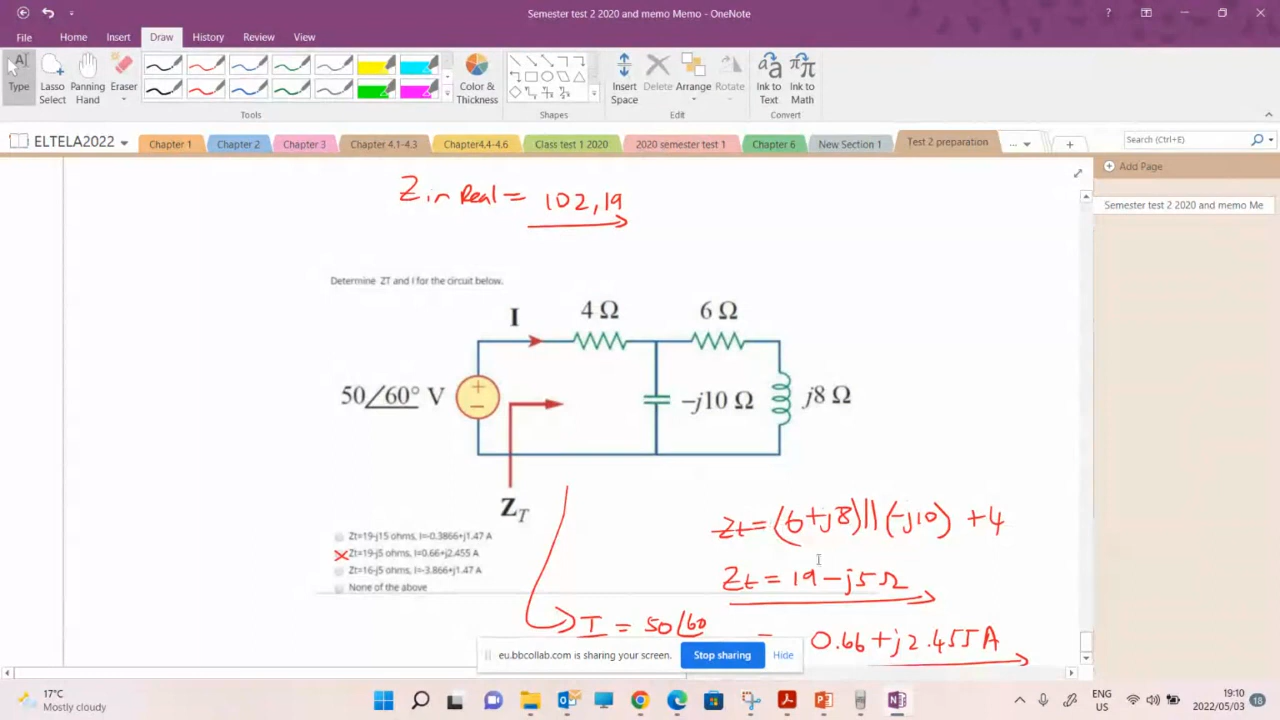 Semester test 2 2020 and memo Memo - OneNote
File Home Insert Draw History Review View
Type
Lasso Select
Panning Hand
Eraser
Color & Thickness
Insert Space
Delete
Arrange
Rotate
Ink to Text
Ink to Math
Tools
Shapes
Edit
Convert
ELTELA2022
Chapter 1
Chapter 2
Chapter 3
Chapter 4.1-4.3
Chapter4.4-4.6
Class test 1 2020
2020 semester test 1
Chapter 6
New Section 1
Test 2 preparation
...
Search (Ctrl+E)
Add Page
Semester test 2 2020 and memo Me
Z in Real = 102,19
Determine ZT and I for the circuit below.
I
4 Ω
6 Ω
50∠60° V
+
−
−j10 Ω
j8 Ω
Z_T
Zt=19-j15 ohms, I=-0.3866+j1.47 A
Zt=19-j5 ohms, I=0.66+j2.455 A
Zt=16-j5 ohms, I=-3.866+j1.47 A
None of the above
Zt = (6+j8)||(-j10) +4
Zt = 19-j5Ω
I = 50∠60
= 0.66+j2.455A
eu.bbcollab.com is sharing your screen.
Stop sharing
Hide
17°C
Mostly cloudy
ENG
US
19:10
2022/05/03